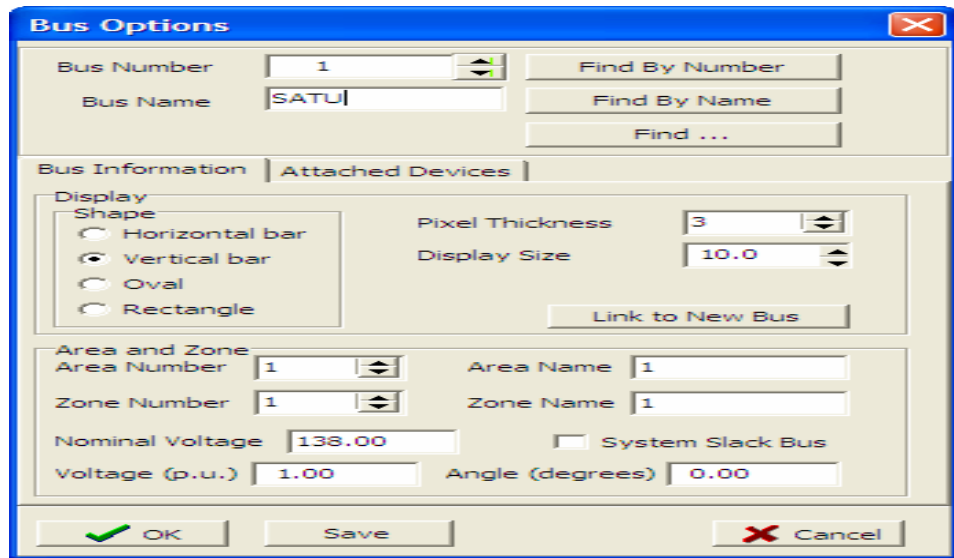 Bus Options
Bus Number 1 Find By Number
Bus Name SATU Find By Name
Find ...
Bus Information Attached Devices
Display
Shape
Horizontal bar
Vertical bar
Oval
Rectangle
Pixel Thickness 3
Display Size 10.0
Link to New Bus
Area and Zone
Area Number 1 Area Name 1
Zone Number 1 Zone Name 1
Nominal Voltage 138.00 System Slack Bus
Voltage (p.u.) 1.00 Angle (degrees) 0.00
OK Save Cancel